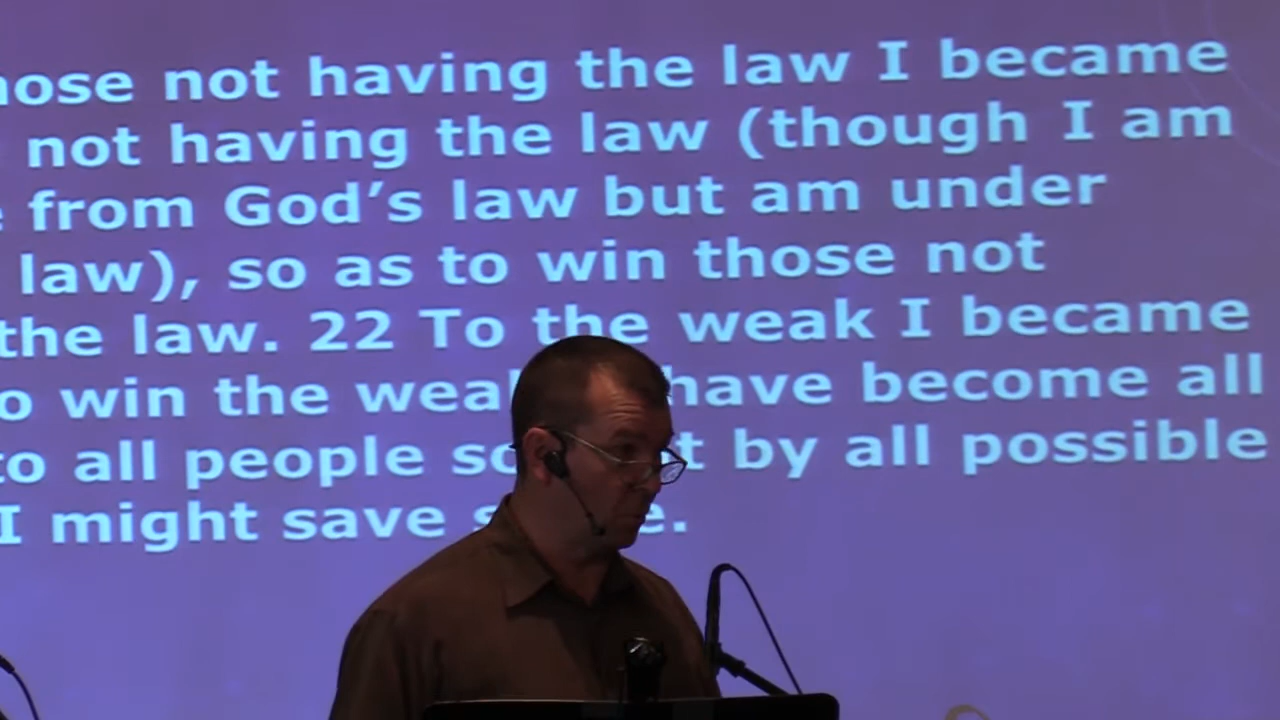 hose not having the law I became
not having the law (though I am
from God's law but am under
law), so as to win those not
the law. 22 To the weak I became
o win the wea have become all
to all people so t by all possible
I might save s e.